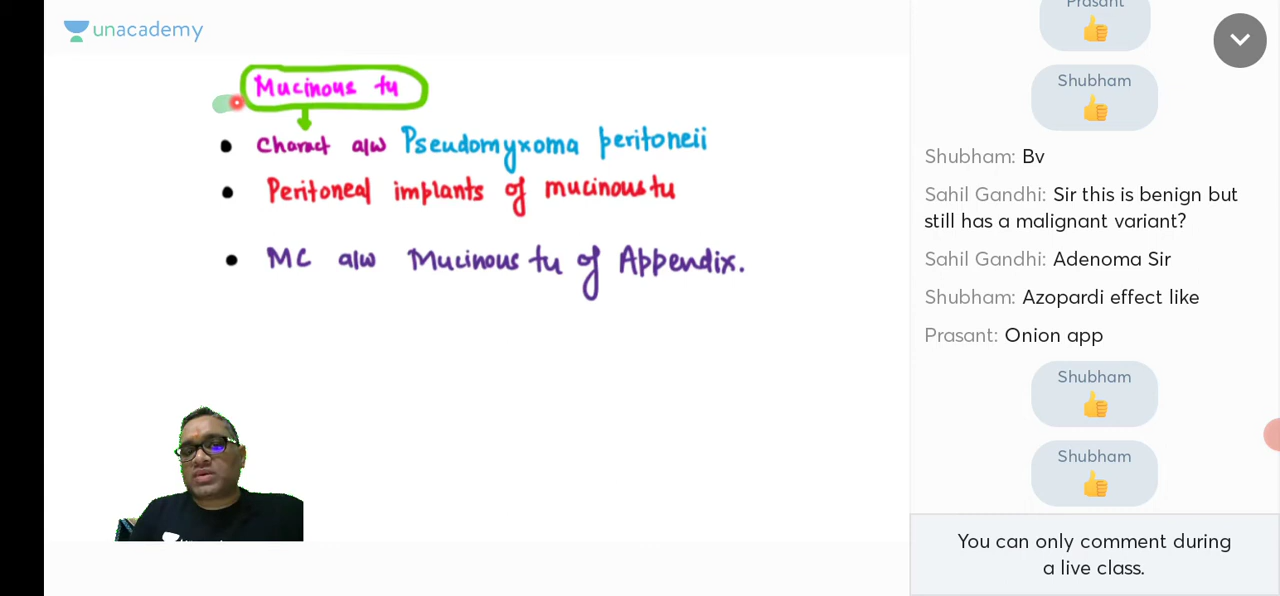 unacademy
Mucinous tu
• Charact a/w Pseudomyxoma peritoneii
• Peritoneal implants of mucinous tu
• MC a/w Mucinous tu of Appendix.
Prasant
Shubham
Shubham: Bv
Sahil Gandhi: Sir this is benign but
still has a malignant variant?
Sahil Gandhi: Adenoma Sir
Shubham: Azopardi effect like
Prasant: Onion app
Shubham
Shubham
You can only comment during
a live class.